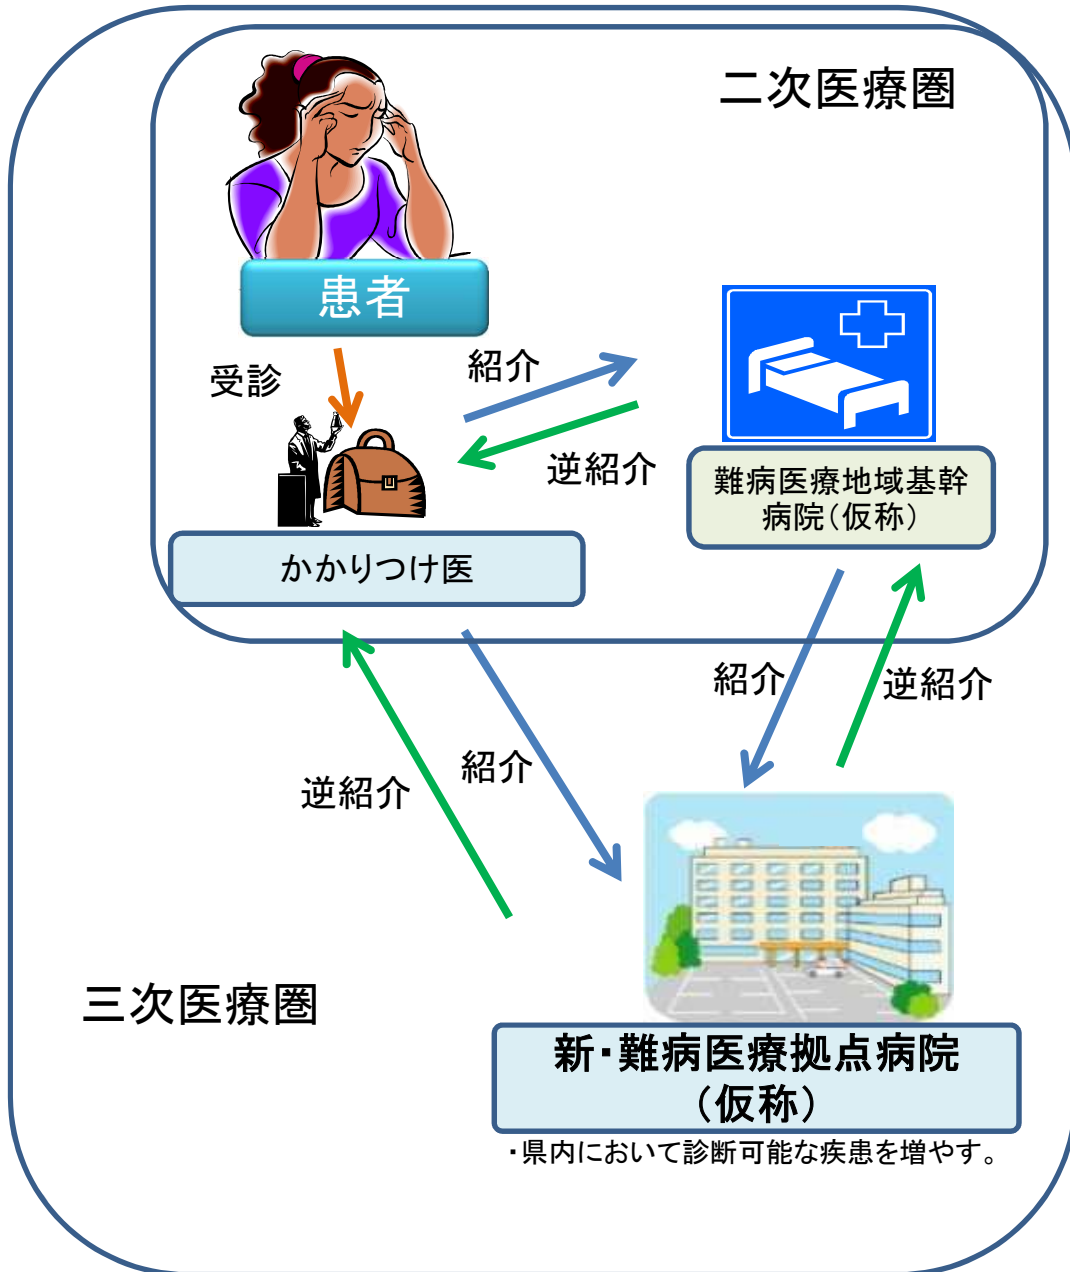 二次医療圏
患者
受診
紹介
逆紹介
難病医療地域基幹
病院(仮称)
かかりつけ医
紹介
逆紹介
紹介
逆紹介
三次医療圏
新・難病医療拠点病院
(仮称)
・県内において診断可能な疾患を増やす。